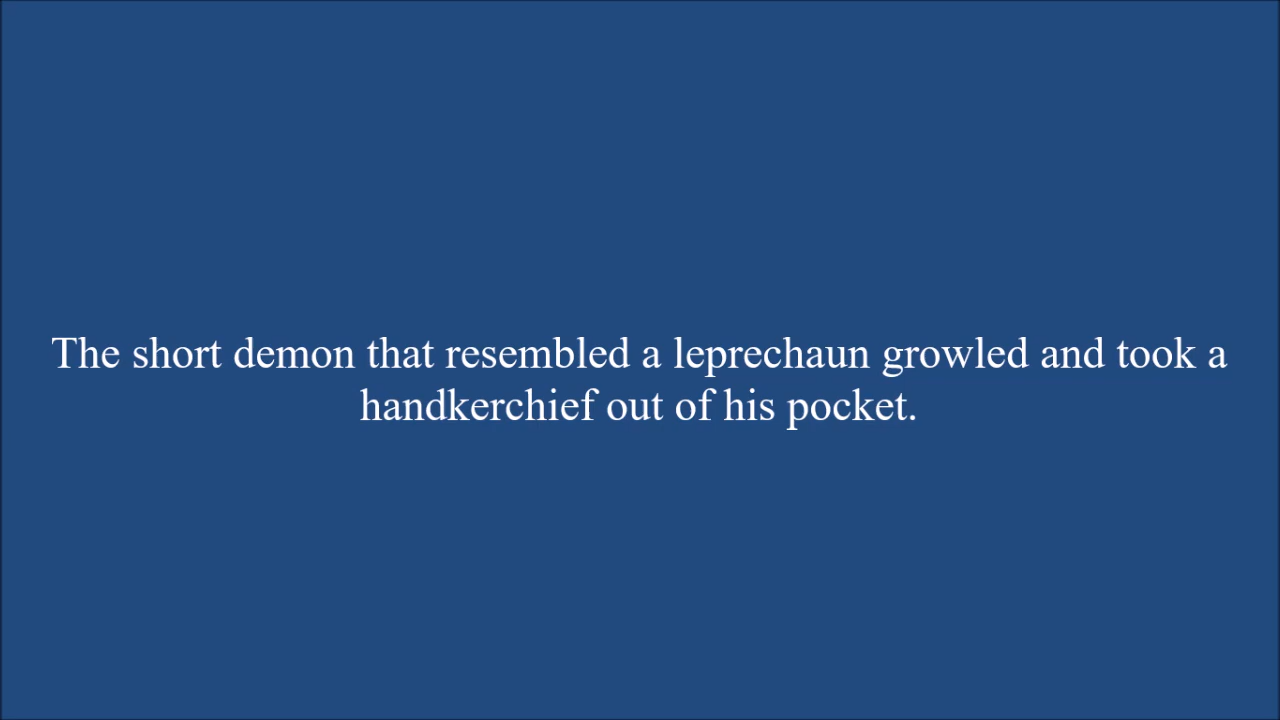 The short demon that resembled a leprechaun growled and took a
handkerchief out of his pocket.